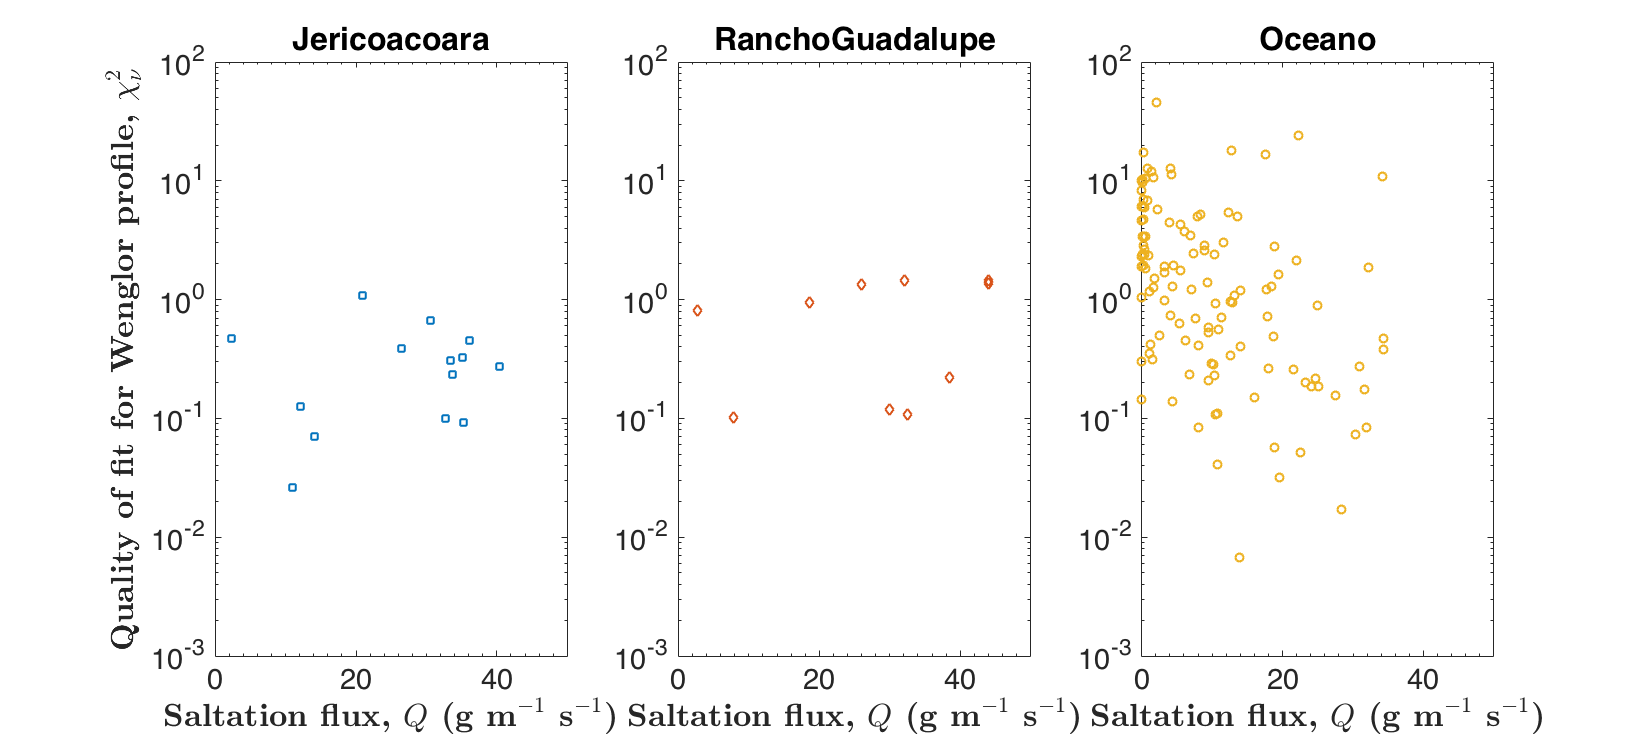 Jericoacoara
RanchoGuadalupe
Oceano
Quality of fit for Wenglor profile, χ²ᵥ
10²
10¹
10⁰
10⁻¹
10⁻²
10⁻³
0 20 40
Saltation flux, Q (g m⁻¹ s⁻¹)
10²
10¹
10⁰
10⁻¹
10⁻²
10⁻³
0 20 40
Saltation flux, Q (g m⁻¹ s⁻¹)
10²
10¹
10⁰
10⁻¹
10⁻²
10⁻³
0 20 40
Saltation flux, Q (g m⁻¹ s⁻¹)